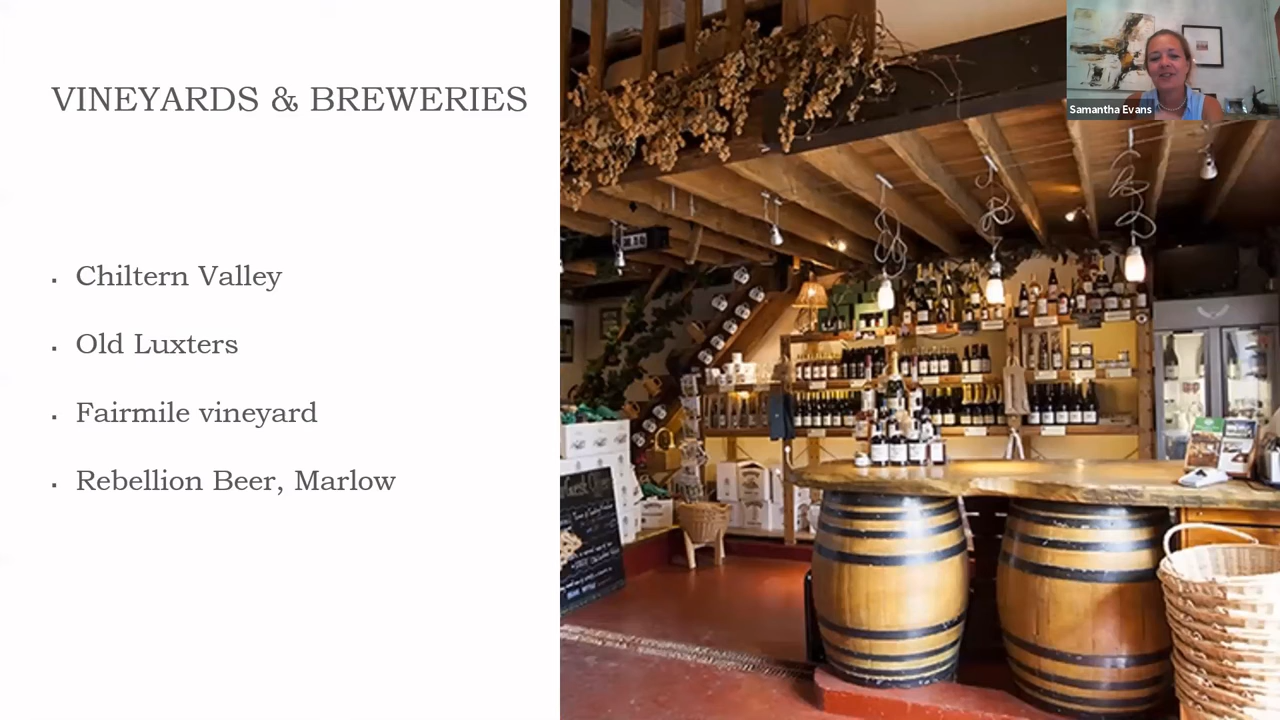 VINEYARDS & BREWERIES
Samantha Evans
▪ Chiltern Valley
▪ Old Luxters
▪ Fairmile vineyard
▪ Rebellion Beer, Marlow